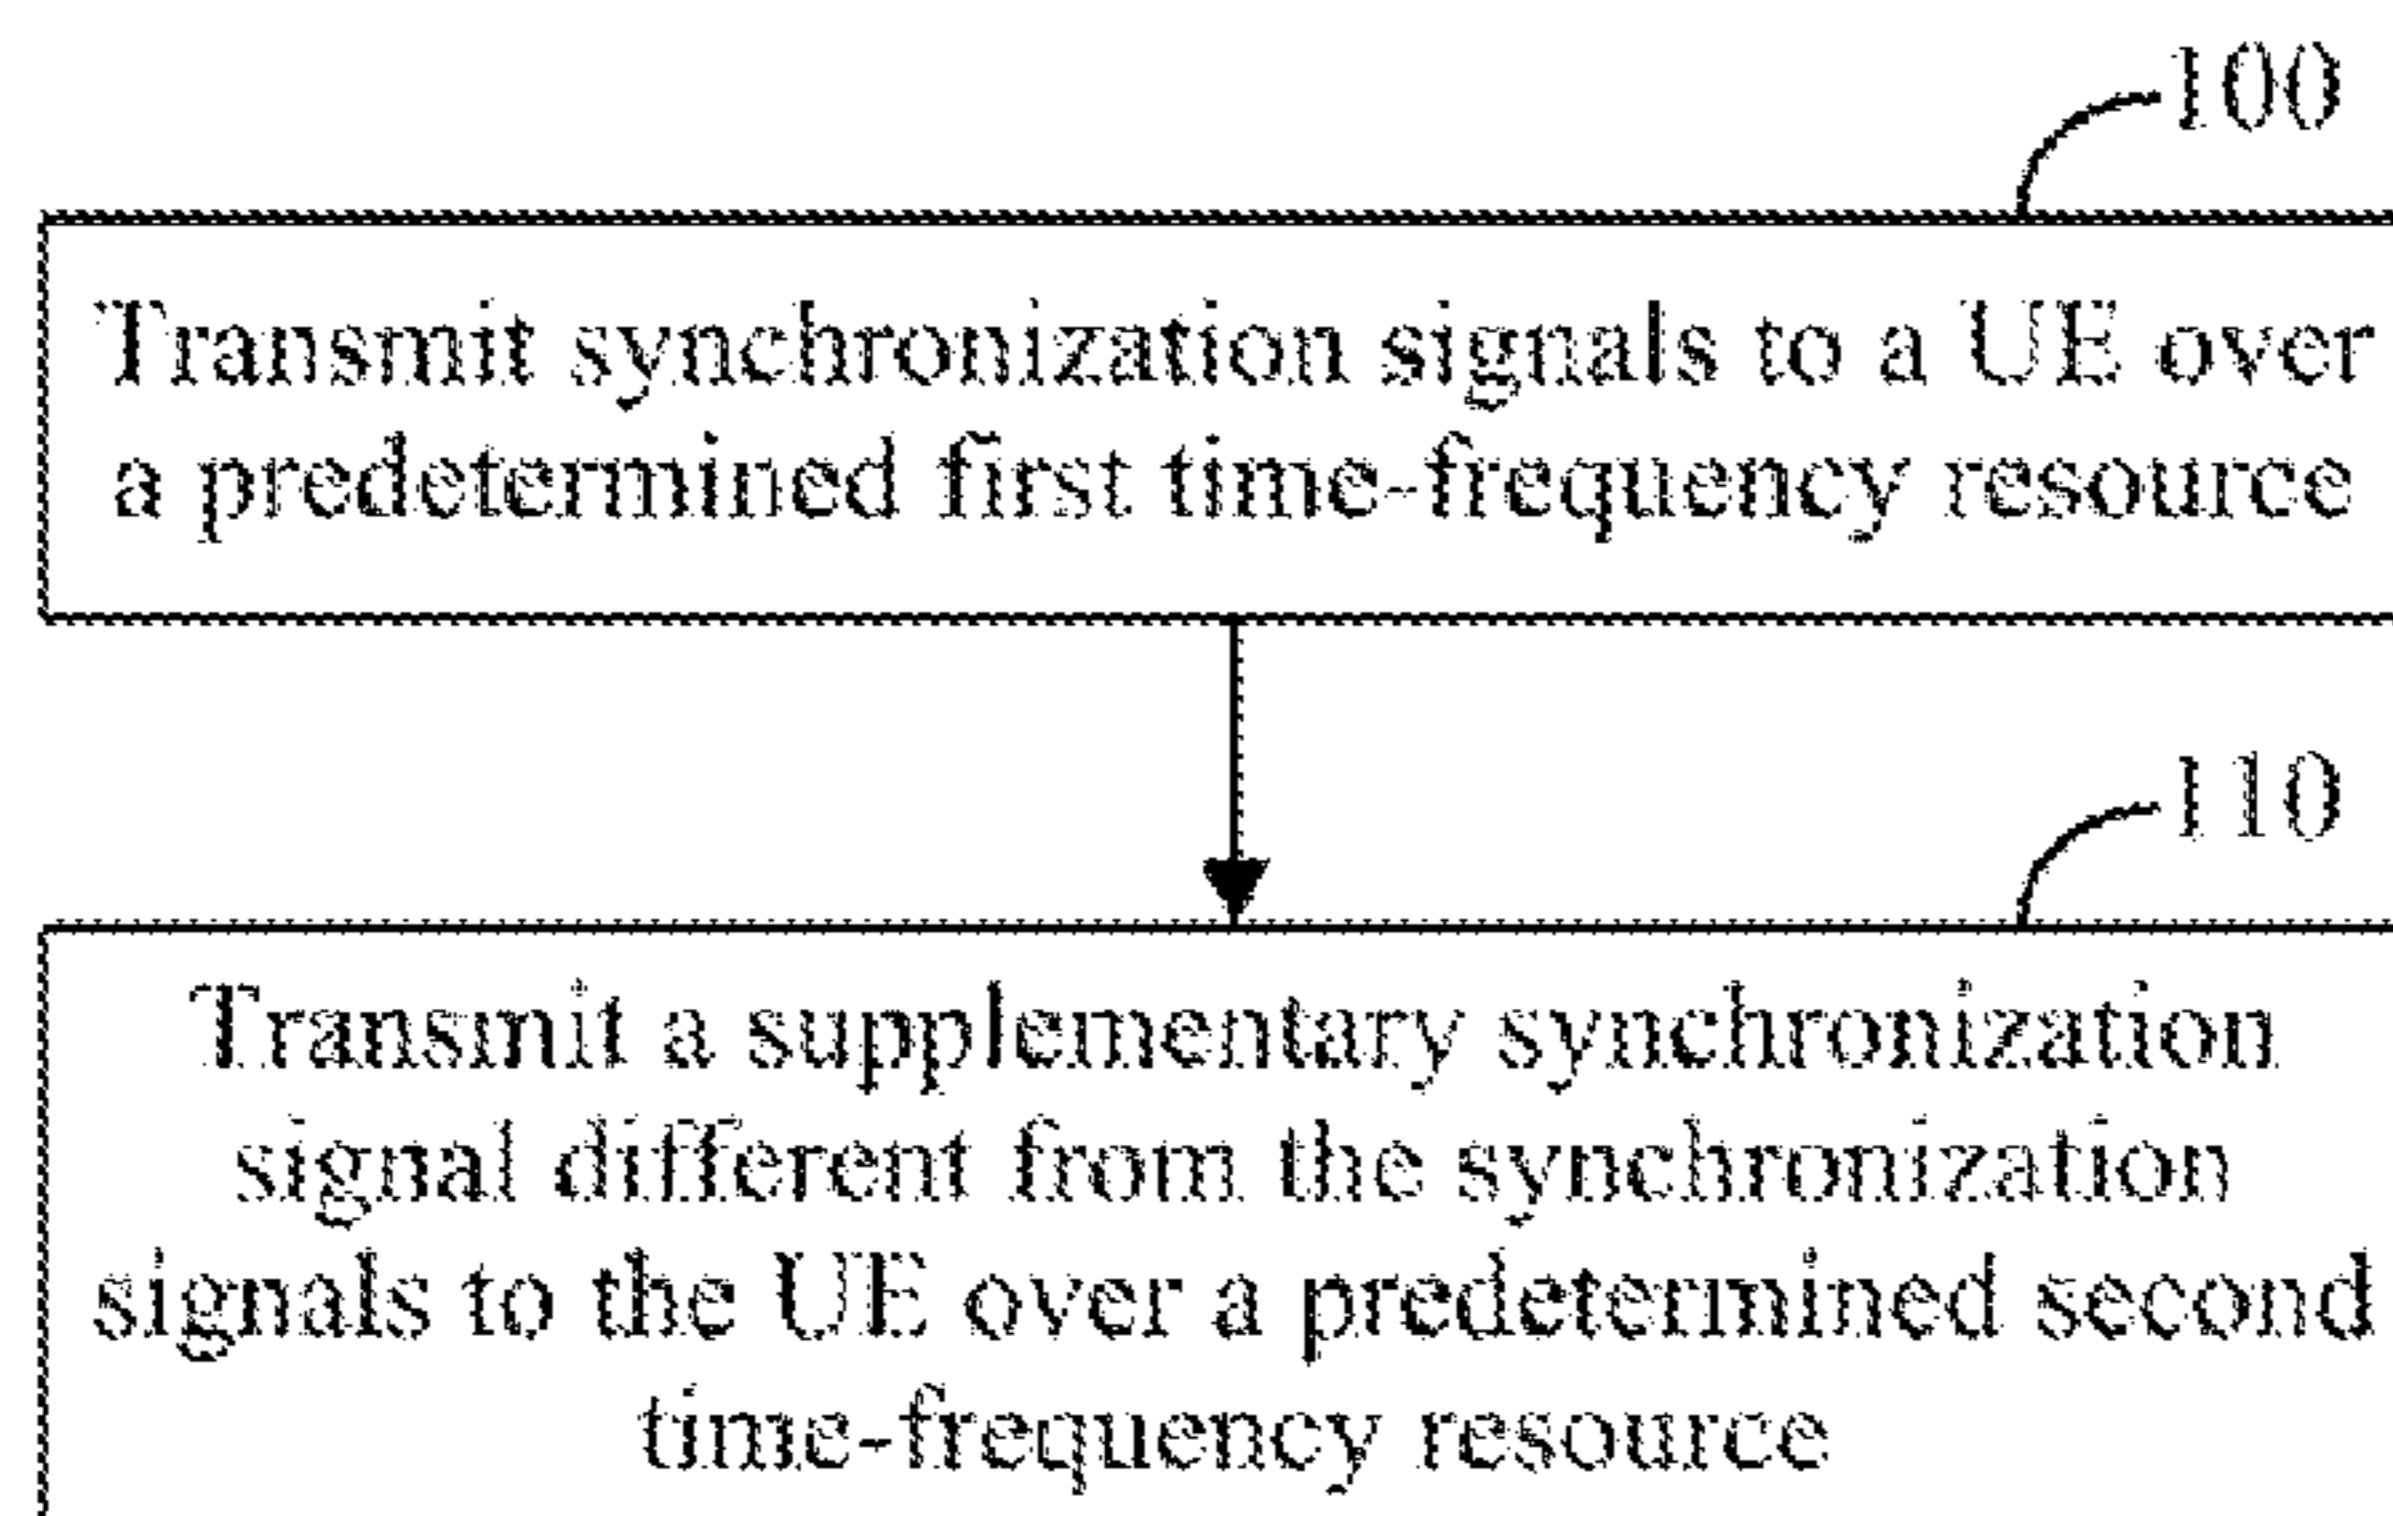 100
Transmit synchronization signals to a UE over
a predetermined first time-frequency resource
110
Transmit a supplementary synchronization
signal different from the synchronization
signals to the UE over a predetermined second
time-frequency resource